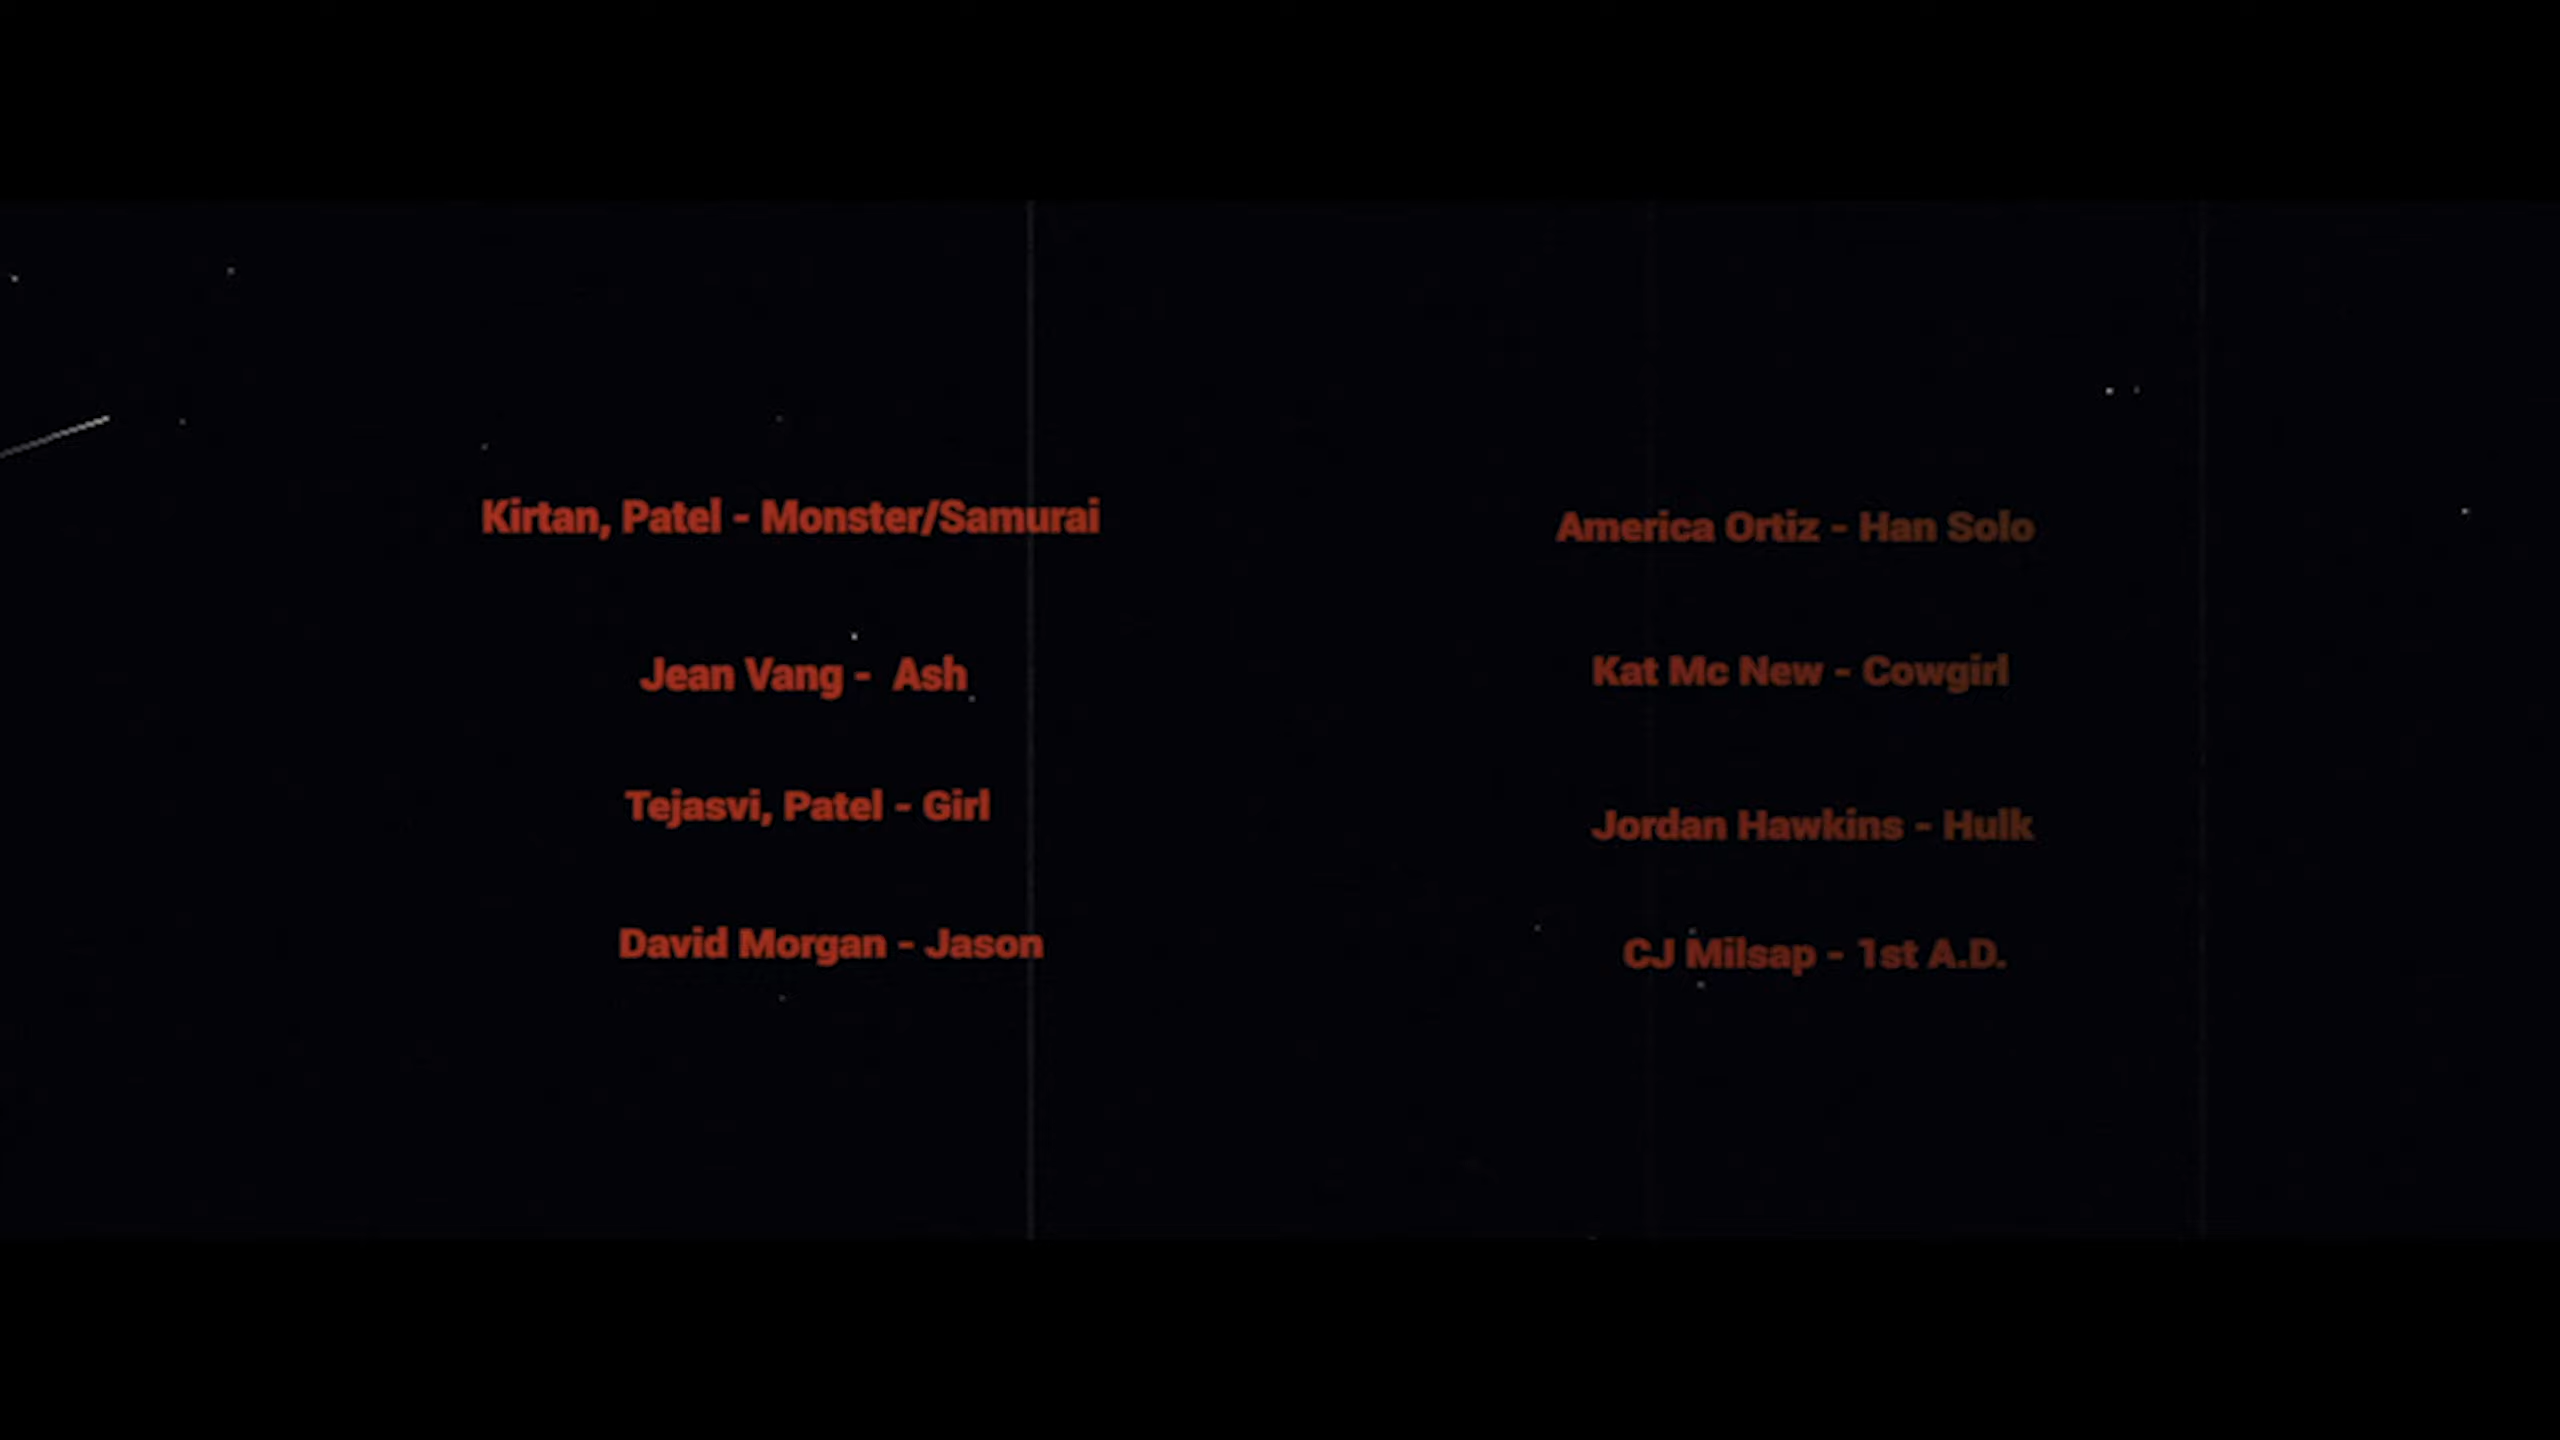 Kirtan, Patel - Monster/Samurai
Jean Vang -  Ash
Tejasvi, Patel - Girl
David Morgan - Jason
America Ortiz - Han Solo
Kat Mc New - Cowgirl
Jordan Hawkins - Hulk
CJ Milsap - 1st A.D.